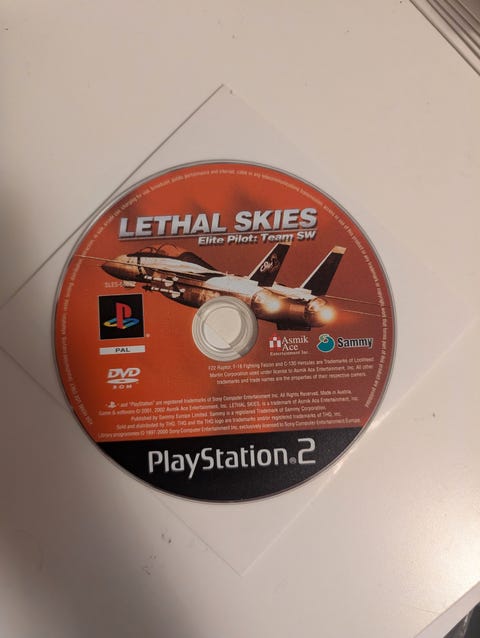 LETHAL SKIES
Elite Pilot: Team SW
PAL
DVD
Asmik
Ace
Entertainment Inc.
Sammy
F22 Raptor, F-16 Fighting Falcon and C-130 Hercules are Trademarks of Lockheed
Martin Corporation used under license to Asmik Ace Entertainment, Inc. All other
trademarks and trade names are the properties of their respective owners.
and "PlayStation" are registered trademarks of Sony Computer Entertainment Inc. All Rights Reserved. Made in Austria.
Game & software © 2001, 2002 Asmik Ace Entertainment, Inc. LETHAL SKIES, is a trademark of Asmik Ace Entertainment, Inc.
Published by Sammy Europe Limited Sammy is a registered Trademark of Sammy Corporation.
Sold and distributed by THQ. THQ and the THQ logo are trademarks and/or registered trademarks of THQ, Inc.
Library programmes © 1997-2000 Sony Computer Entertainment Inc. exclusively licensed to Sony Computer Entertainment Europe.
PlayStation®2